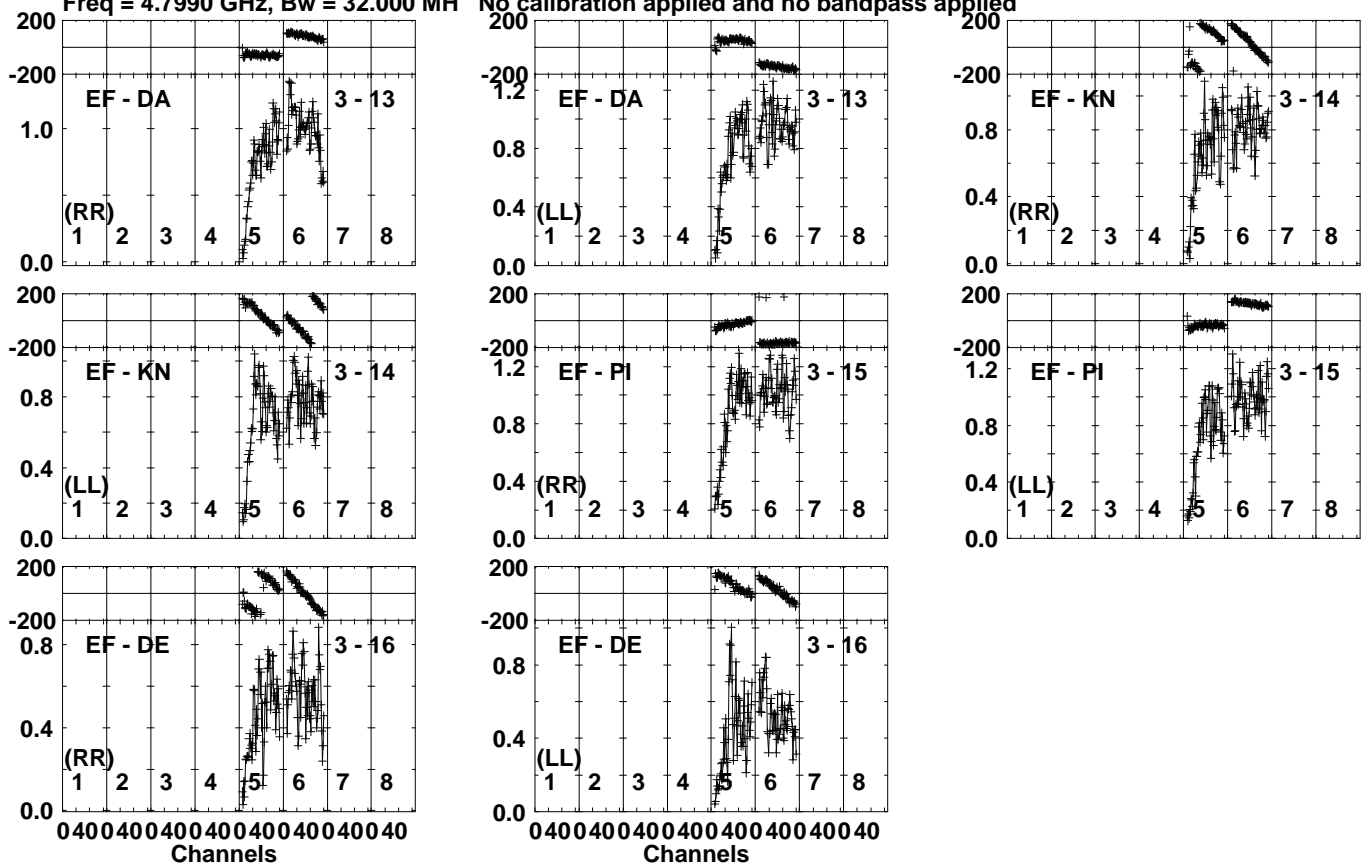 Freq = 4.7990 GHz, Bw = 32.000 MH No calibration applied and no bandpass applied
200
-200
EF - DA 3 - 13
1.0
(RR)
1 2 3 4 5 6 7 8
0.0
200
-200
1.2
EF - DA 3 - 13
0.8
0.4
(LL)
1 2 3 4 5 6 7 8
0.0
200
-200
EF - KN 3 - 14
0.8
0.4
(RR)
1 2 3 4 5 6 7 8
0.0
200
-200
EF - KN 3 - 14
0.8
0.4
(LL)
1 2 3 4 5 6 7 8
0.0
200
-200
1.2
EF - PI 3 - 15
0.8
0.4
(RR)
1 2 3 4 5 6 7 8
0.0
200
-200
1.2
EF - PI 3 - 15
0.8
0.4
(LL)
1 2 3 4 5 6 7 8
0.0
200
-200
0.8
EF - DE 3 - 16
0.4
(RR)
1 2 3 4 5 6 7 8
0.0
0 40 0 40 0 40 0 40 0 40 0 40 0 40 0 40
Channels
200
-200
EF - DE 3 - 16
0.8
0.4
(LL)
1 2 3 4 5 6 7 8
0.0
0 40 0 40 0 40 0 40 0 40 0 40 0 40 0 40
Channels